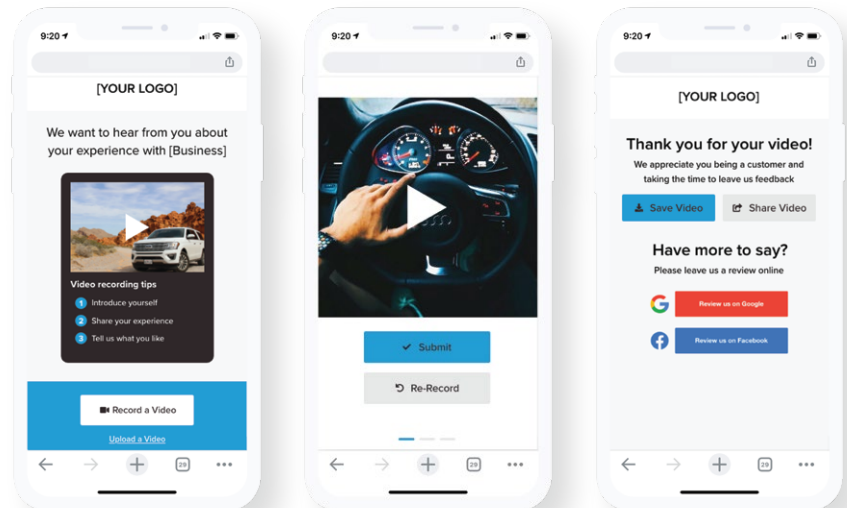 9:20
[YOUR LOGO]
We want to hear from you about
your experience with [Business]
Video recording tips
1 Introduce yourself
2 Share your experience
3 Tell us what you like
Record a Video
Upload a Video
29
9:20
Submit
Re-Record
29
9:20
[YOUR LOGO]
Thank you for your video!
We appreciate you being a customer and
taking the time to leave us feedback
Save Video
Share Video
Have more to say?
Please leave us a review online
Review us on Google
Review us on Facebook
29